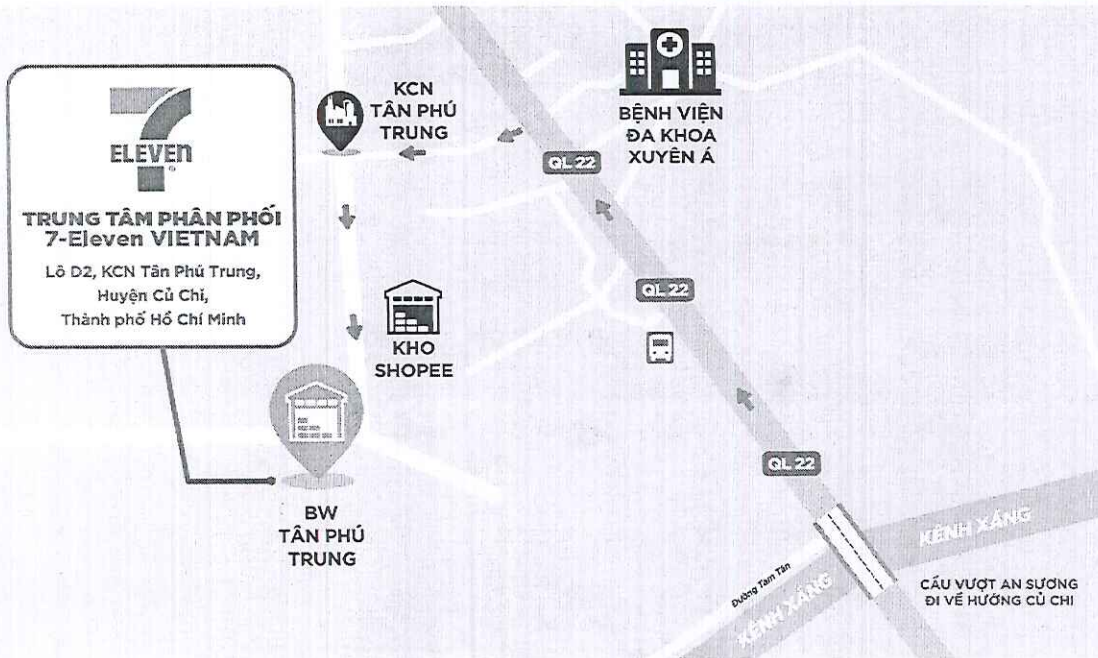 7
ELEVEN
®
TRUNG TÂM PHÂN PHỐI
7-Eleven VIETNAM
Lô D2, KCN Tân Phú Trung,
Huyện Củ Chi,
Thành phố Hồ Chí Minh
KCN
TÂN PHÚ
TRUNG
BỆNH VIỆN
ĐA KHOA
XUYÊN Á
QL 22
QL 22
KHO
SHOPEE
QL 22
BW
TÂN PHÚ
TRUNG
KÊNH XÁNG
Đường Tam Tân
KÊNH XÁNG
CẦU VƯỢT AN SƯƠNG
ĐI VỀ HƯỚNG CỦ CHI